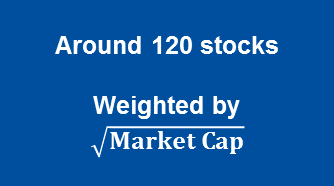 Around 120 stocks
Weighted by
√Market Cap